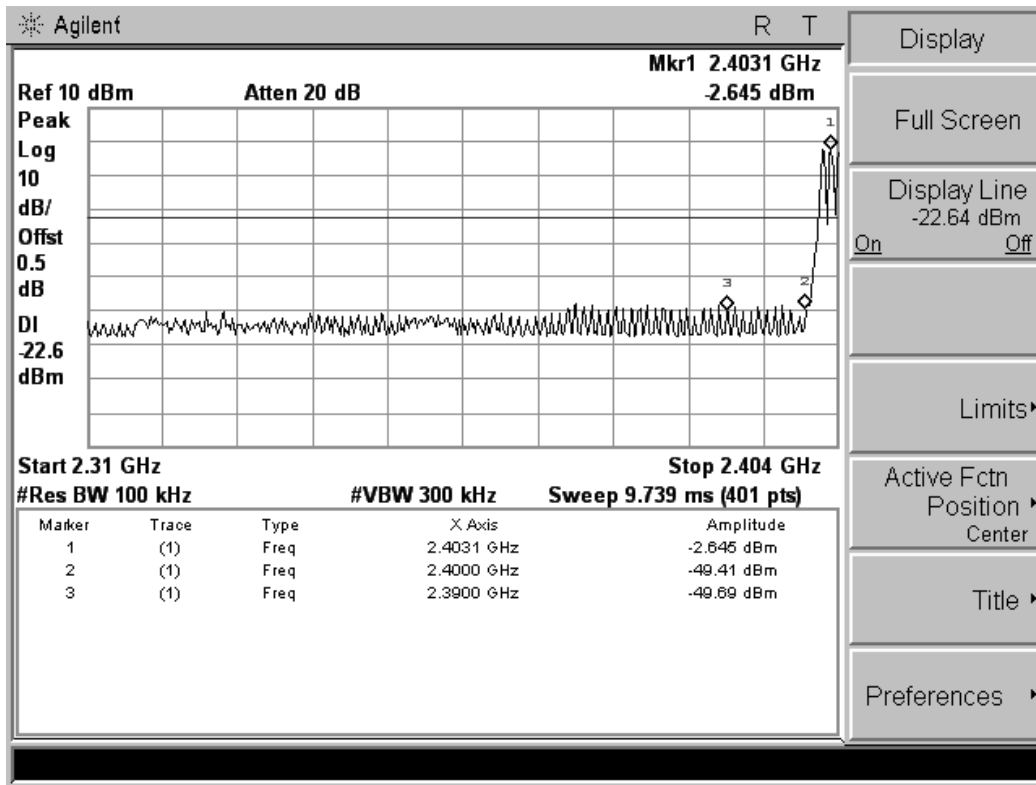 Agilent R T
Mkr1 2.4031 GHz
Ref 10 dBm Atten 20 dB -2.645 dBm
Peak
Log
10
dB/
Offst
0.5
dB
DI
-22.6
dBm
1
3
2
Start 2.31 GHz Stop 2.404 GHz
#Res BW 100 kHz #VBW 300 kHz Sweep 9.739 ms (401 pts)
Marker Trace Type X Axis Amplitude
1 (1) Freq 2.4031 GHz -2.645 dBm
2 (1) Freq 2.4000 GHz -49.41 dBm
3 (1) Freq 2.3900 GHz -49.69 dBm
Display
Full Screen
Display Line
-22.64 dBm
On Off
Limits
Active Fctn
Position
Center
Title
Preferences